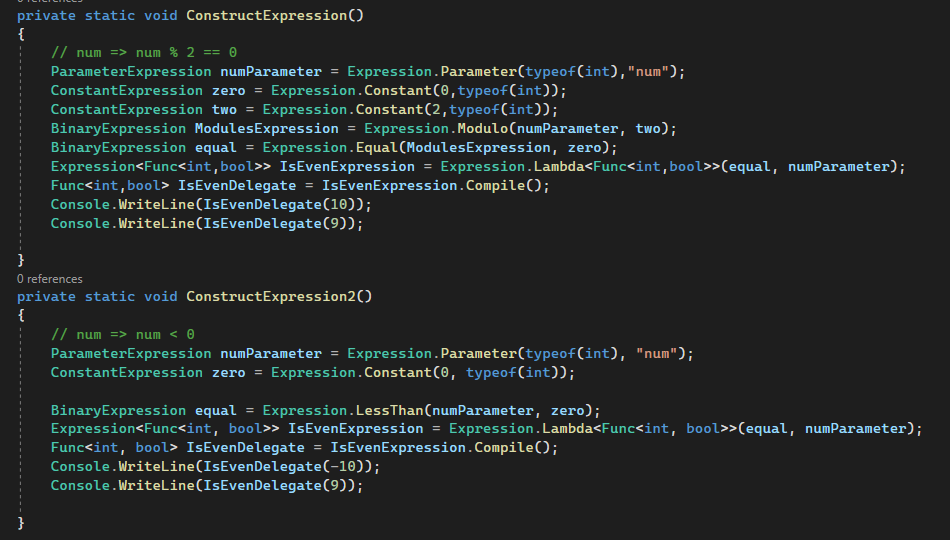 0 references
private static void ConstructExpression()
{
// num => num % 2 == 0
ParameterExpression numParameter = Expression.Parameter(typeof(int),"num");
ConstantExpression zero = Expression.Constant(0,typeof(int));
ConstantExpression two = Expression.Constant(2,typeof(int));
BinaryExpression ModulesExpression = Expression.Modulo(numParameter, two);
BinaryExpression equal = Expression.Equal(ModulesExpression, zero);
Expression<Func<int,bool>> IsEvenExpression = Expression.Lambda<Func<int,bool>>(equal, numParameter);
Func<int,bool> IsEvenDelegate = IsEvenExpression.Compile();
Console.WriteLine(IsEvenDelegate(10));
Console.WriteLine(IsEvenDelegate(9));
}
0 references
private static void ConstructExpression2()
{
// num => num < 0
ParameterExpression numParameter = Expression.Parameter(typeof(int), "num");
ConstantExpression zero = Expression.Constant(0, typeof(int));
BinaryExpression equal = Expression.LessThan(numParameter, zero);
Expression<Func<int, bool>> IsEvenExpression = Expression.Lambda<Func<int, bool>>(equal, numParameter);
Func<int, bool> IsEvenDelegate = IsEvenExpression.Compile();
Console.WriteLine(IsEvenDelegate(-10));
Console.WriteLine(IsEvenDelegate(9));
}